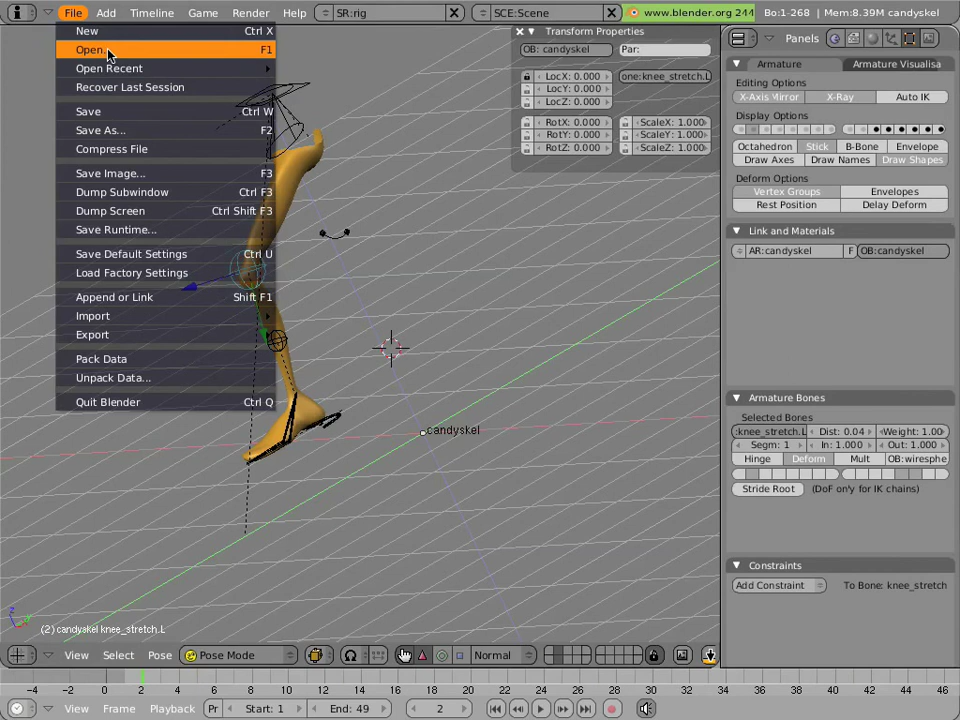 File Add Timeline Game Render Help SR:rig SCE:Scene www.blender.org 244 Bo:1-268 | Mem:8.39M candyskel
New Ctrl X
Open... F1
Open Recent
Recover Last Session
Save Ctrl W
Save As... F2
Compress File
Save Image... F3
Dump Subwindow Ctrl F3
Dump Screen Ctrl Shift F3
Save Runtime...
Save Default Settings Ctrl U
Load Factory Settings
Append or Link Shift F1
Import
Export
Pack Data
Unpack Data...
Quit Blender Ctrl Q
Transform Properties
OB: candyskel Par:
LocX: 0.000 one:knee_stretch.L
LocY: 0.000
LocZ: 0.000
RotX: 0.000 ScaleX: 1.000
RotY: 0.000 ScaleY: 1.000
RotZ: 0.000 ScaleZ: 1.000
candyskel
z y
(2) candyskel knee_stretch.L
Panels
Armature Armature Visualisa
Editing Options
X-Axis Mirror X-Ray Auto IK
Display Options
Octahedron Stick B-Bone Envelope
Draw Axes Draw Names Draw Shapes
Deform Options
Vertex Groups Envelopes
Rest Position Delay Deform
Link and Materials
AR:candyskel F OB:candyskel
Armature Bones
Selected Bones
:knee_stretch.L Dist: 0.04 Weight: 1.00
Segm: 1 In: 1.000 Out: 1.000
Hinge Deform Mult OB:wiresphe
Stride Root (DoF only for IK chains)
Constraints
Add Constraint To Bone: knee_stretch
View Select Pose Pose Mode Normal
-4 -2 0 2 4 6 8 10 12 14 16 18 20 22 24 26 28 30 32 34 36 38 40 42 44 46
View Frame Playback Pr Start: 1 End: 49 2